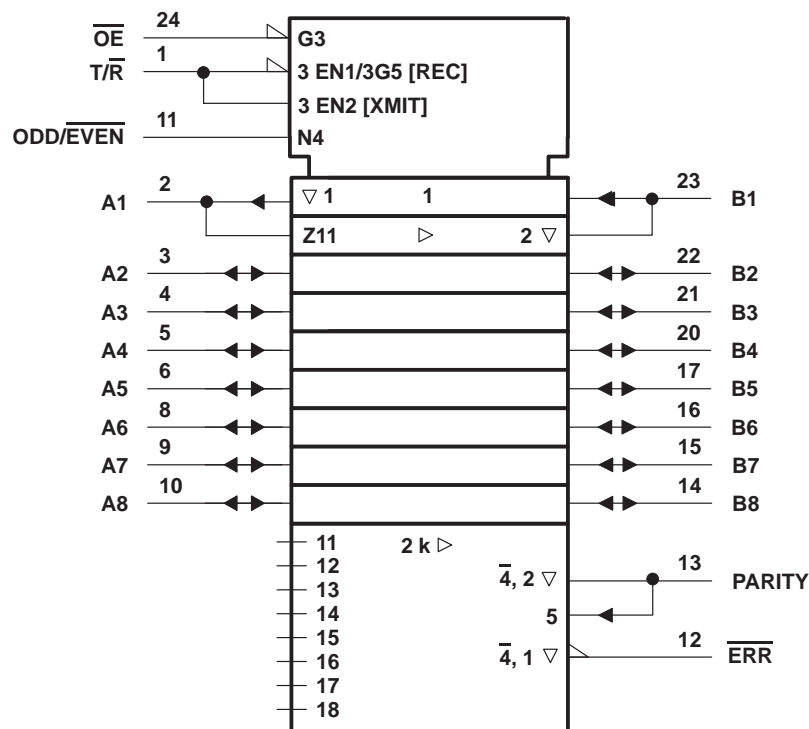 OE 24 G3
T/R 1 3 EN1/3G5 [REC]
3 EN2 [XMIT]
ODD/EVEN 11 N4
A1 2 ▽ 1 1 23 B1
Z11 ▷ 2 ▽
A2 3 22 B2
A3 4 21 B3
A4 5 20 B4
A5 6 17 B5
A6 8 16 B6
A7 9 15 B7
A8 10 14 B8
11 2 k ▷
12
4, 2 ▽ 13 PARITY
13
14 5
15
16 4, 1 ▽ 12 ERR
17
18